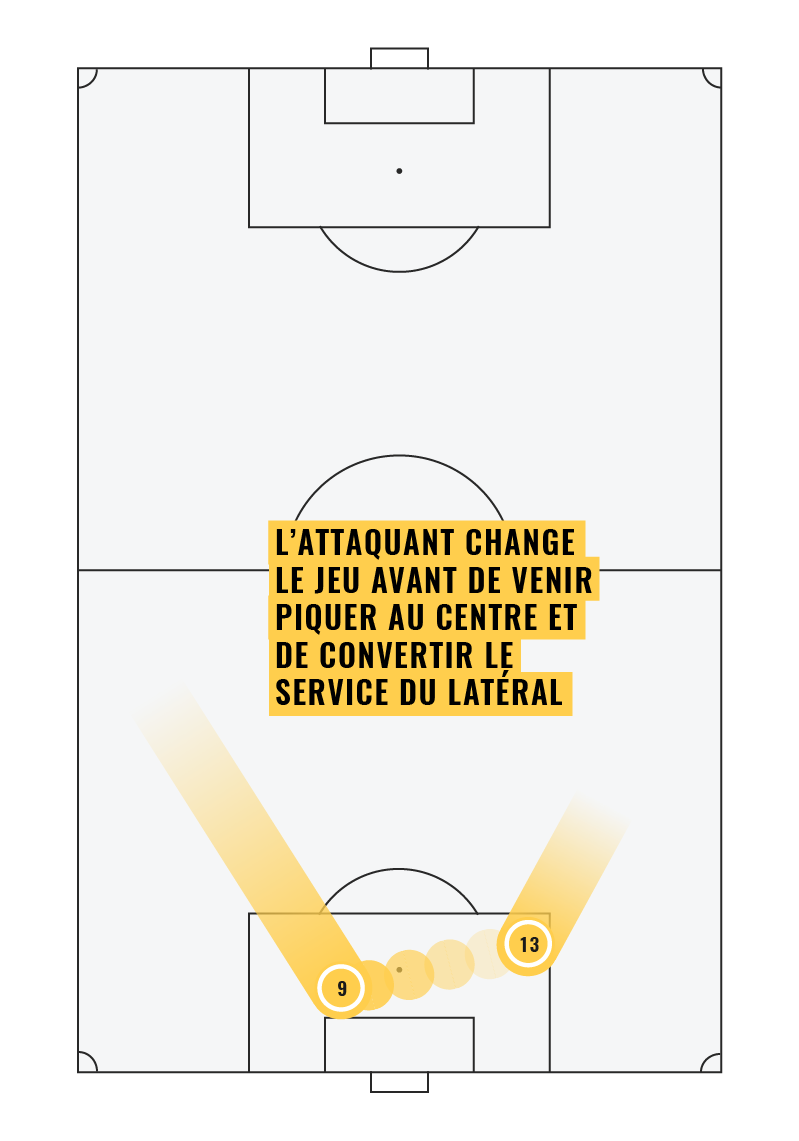 L’ATTAQUANT CHANGE
LE JEU AVANT DE VENIR
PIQUER AU CENTRE ET
DE CONVERTIR LE
SERVICE DU LATÉRAL
13
9